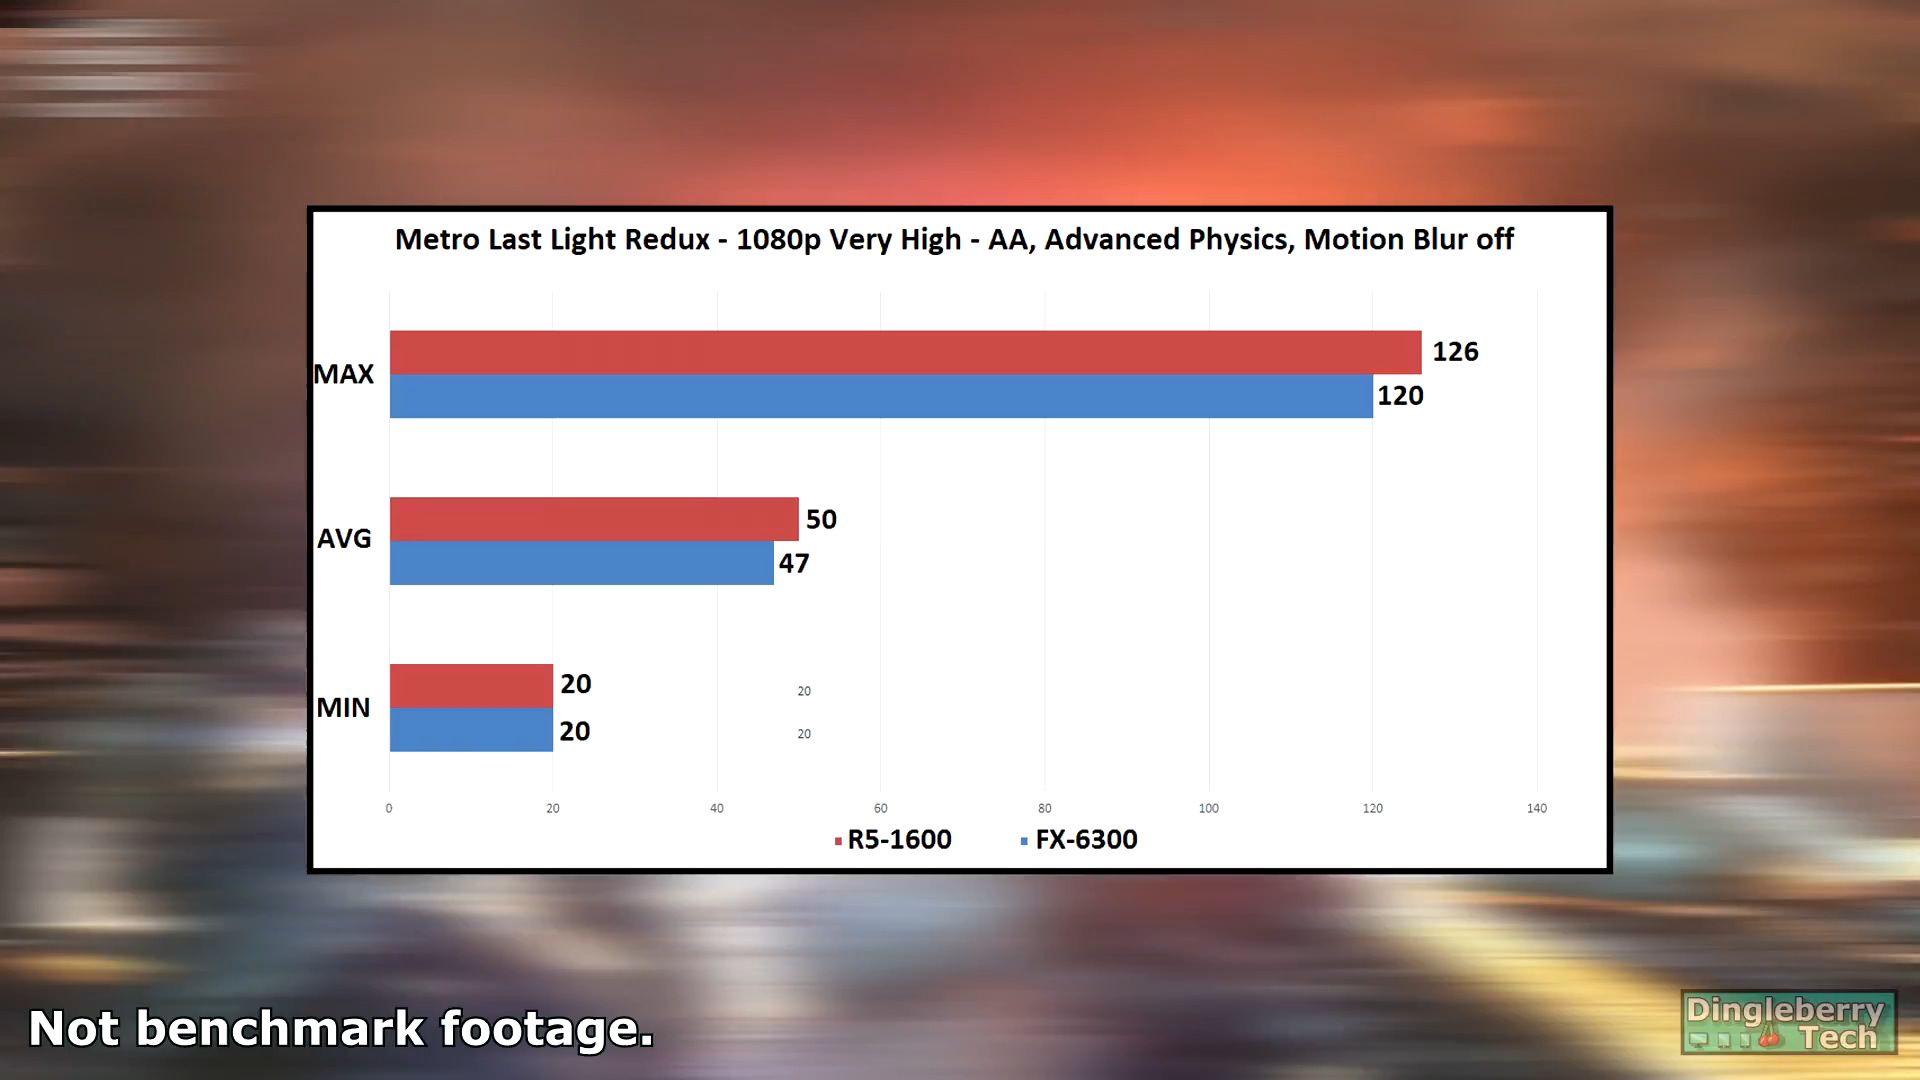 Metro Last Light Redux - 1080p Very High - AA, Advanced Physics, Motion Blur off
MAX
126
120
AVG
50
47
MIN
20
20
20
20
0 20 40 60 80 100 120 140
R5-1600 FX-6300
Not benchmark footage.
Dingleberry
Tech